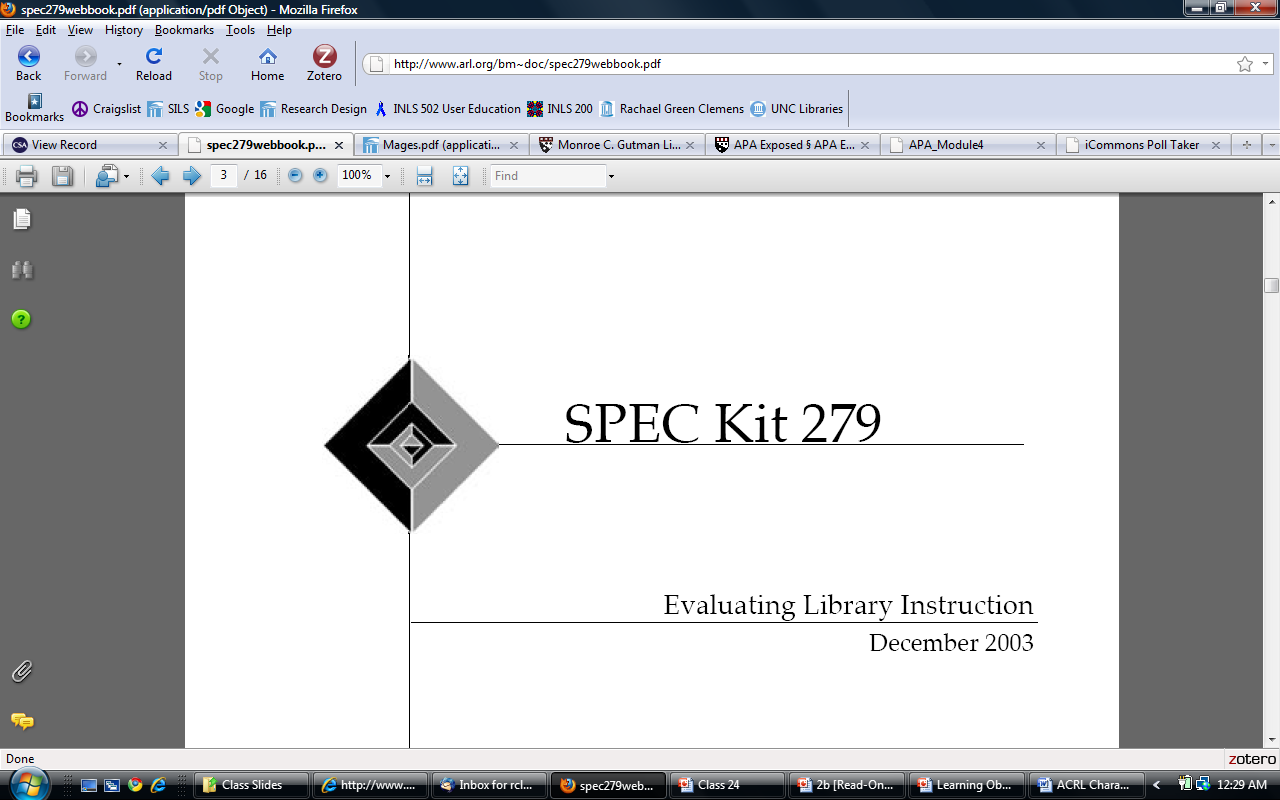 spec279webbook.pdf (application/pdf Object) - Mozilla Firefox
File Edit View History Bookmarks Tools Help
Back Forward Reload Stop Home Zotero
http://www.arl.org/bm~doc/spec279webbook.pdf
Bookmarks Craigslist SILS Google Research Design INLS 502 User Education INLS 200 Rachael Green Clemens UNC Libraries
CSA View Record spec279webbook.p... Mages.pdf (applicati... Monroe C. Gutman Li... APA Exposed § APA E... APA_Module4 iCommons Poll Taker
3 / 16 100% Find
SPEC Kit 279
Evaluating Library Instruction
December 2003
Done zotero
Class Slides http://www.... Inbox for rcl... spec279web... Class 24 2b [Read-On... Learning Ob... ACRL Chara... 12:29 AM